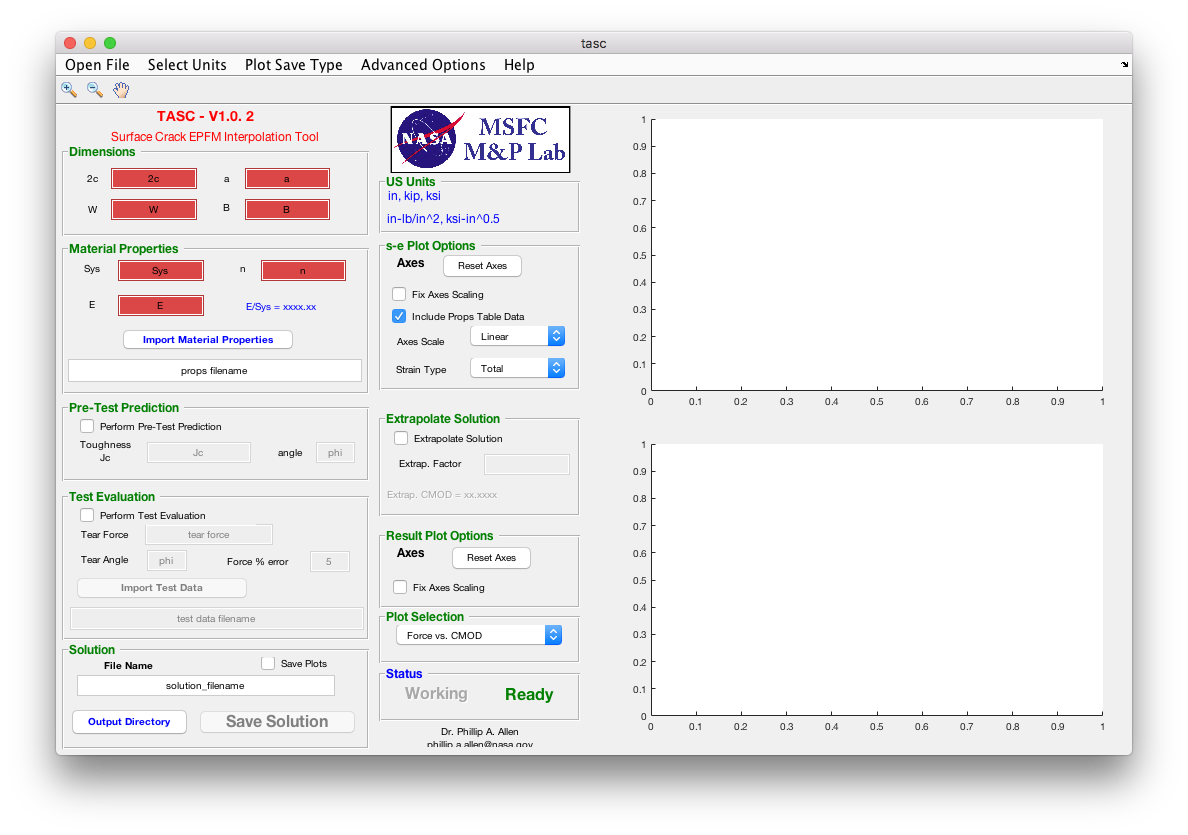 tasc
Open File Select Units Plot Save Type Advanced Options Help
TASC - V1.0. 2
Surface Crack EPFM Interpolation Tool
Dimensions
2c 2c a a
W W B B
Material Properties
Sys Sys n n
E E E/Sys = xxxx.xx
Import Material Properties
props filename
Pre-Test Prediction
Perform Pre-Test Prediction
Toughness
Jc Jc angle phi
Test Evaluation
Perform Test Evaluation
Tear Force tear force
Tear Angle phi Force % error 5
Import Test Data
test data filename
Solution
File Name Save Plots
solution_filename
Output Directory Save Solution
NASA
MSFC
M&P Lab
US Units
in, kip, ksi
in-lb/in^2, ksi-in^0.5
s-e Plot Options
Axes Reset Axes
Fix Axes Scaling
Include Props Table Data
Axes Scale Linear
Strain Type Total
Extrapolate Solution
Extrapolate Solution
Extrap. Factor
Extrap. CMOD = xx.xxxx
Result Plot Options
Axes Reset Axes
Fix Axes Scaling
Plot Selection
Force vs. CMOD
Status
Working Ready
Dr. Phillip A. Allen
phillip.a.allen@nasa.gov
1
0.9
0.8
0.7
0.6
0.5
0.4
0.3
0.2
0.1
0
0 0.1 0.2 0.3 0.4 0.5 0.6 0.7 0.8 0.9 1
1
0.9
0.8
0.7
0.6
0.5
0.4
0.3
0.2
0.1
0
0 0.1 0.2 0.3 0.4 0.5 0.6 0.7 0.8 0.9 1